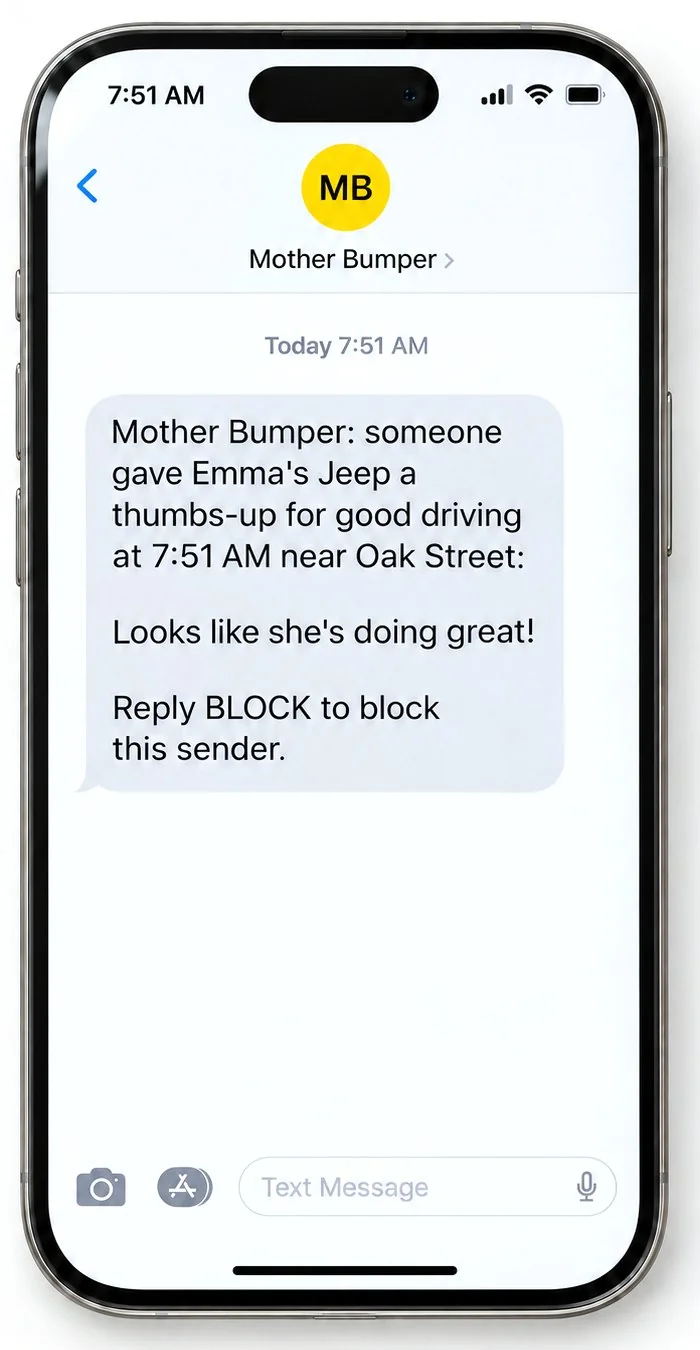 7:51 AM
MB
Mother Bumper
Today 7:51 AM
Mother Bumper: someone
gave Emma's Jeep a
thumbs-up for good driving
at 7:51 AM near Oak Street:
Looks like she's doing great!
Reply BLOCK to block
this sender.
Text Message